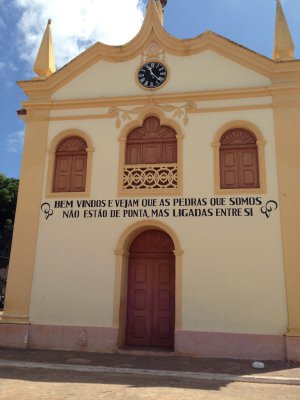 BEM VINDOS E VEJAM QUE AS PEDRAS QUE SOMOS
NÃO ESTÃO DE PONTA, MAS LIGADAS ENTRE SI